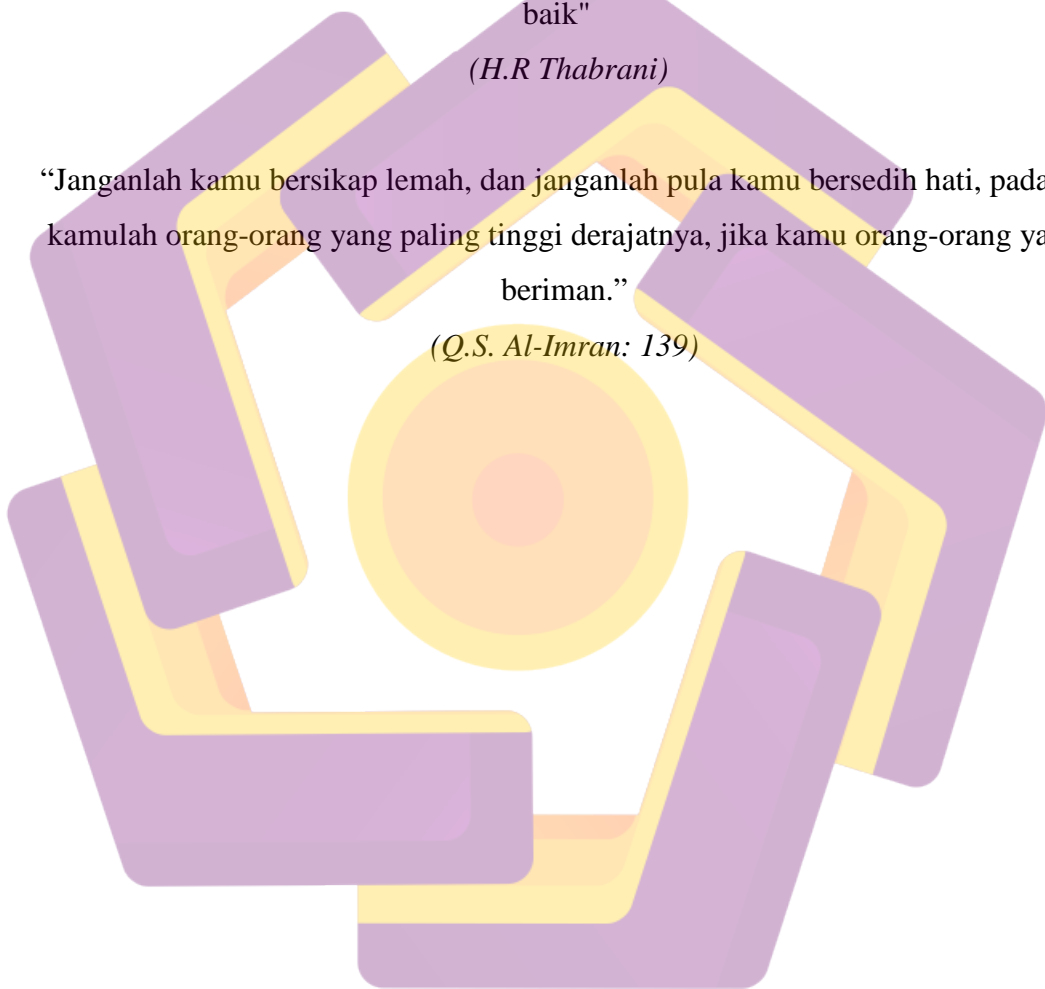 baik"
(H.R Thabrani)
“Janganlah kamu bersikap lemah, dan janganlah pula kamu bersedih hati, pada
kamulah orang-orang yang paling tinggi derajatnya, jika kamu orang-orang ya
beriman.”
(Q.S. Al-Imran: 139)